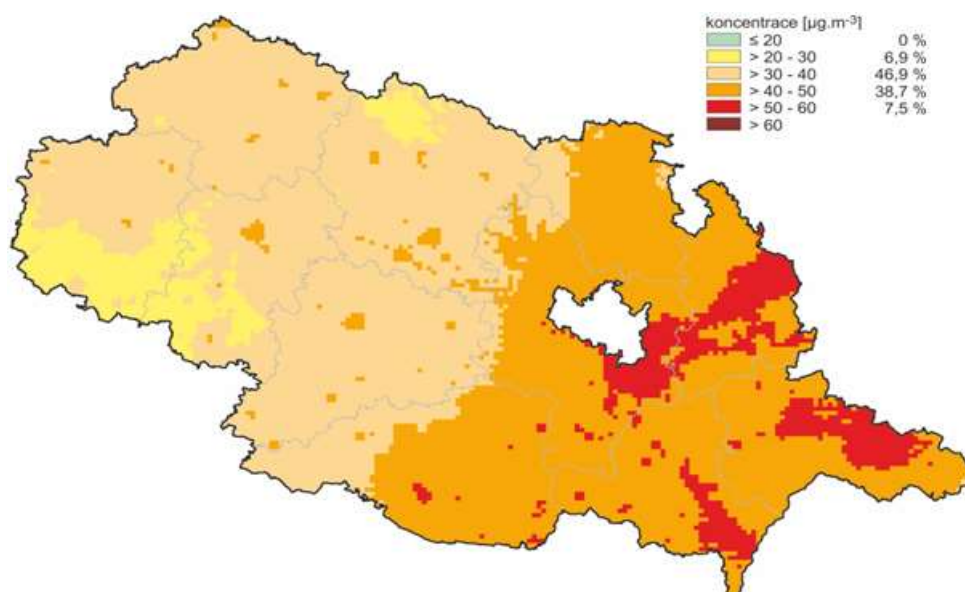 koncentrace [µg.m⁻³]
≤ 20 0 %
> 20 - 30 6,9 %
> 30 - 40 46,9 %
> 40 - 50 38,7 %
> 50 - 60 7,5 %
> 60